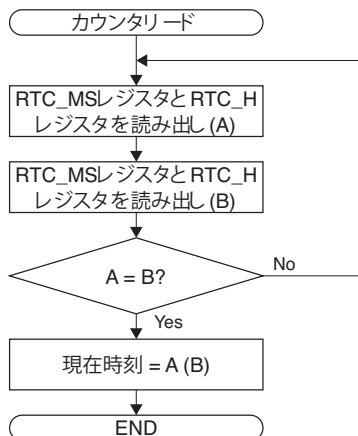 カウンタリード
RTC_MSレジスタとRTC_H
レジスタを読み出し(A)
RTC_MSレジスタとRTC_H
レジスタを読み出し(B)
A = B?
No
Yes
現在時刻 = A (B)
END